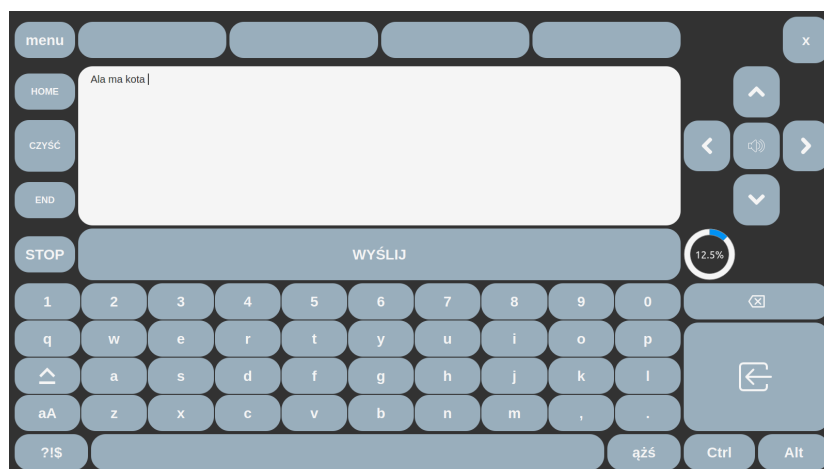 menu
x
HOME
Ala ma kota
CZYŚĆ
END
STOP
WYŚLIJ
12.5%
1 2 3 4 5 6 7 8 9 0
q w e r t y u i o p
a s d f g h j k l
aA z x c v b n m , .
?!$ ążś Ctrl Alt